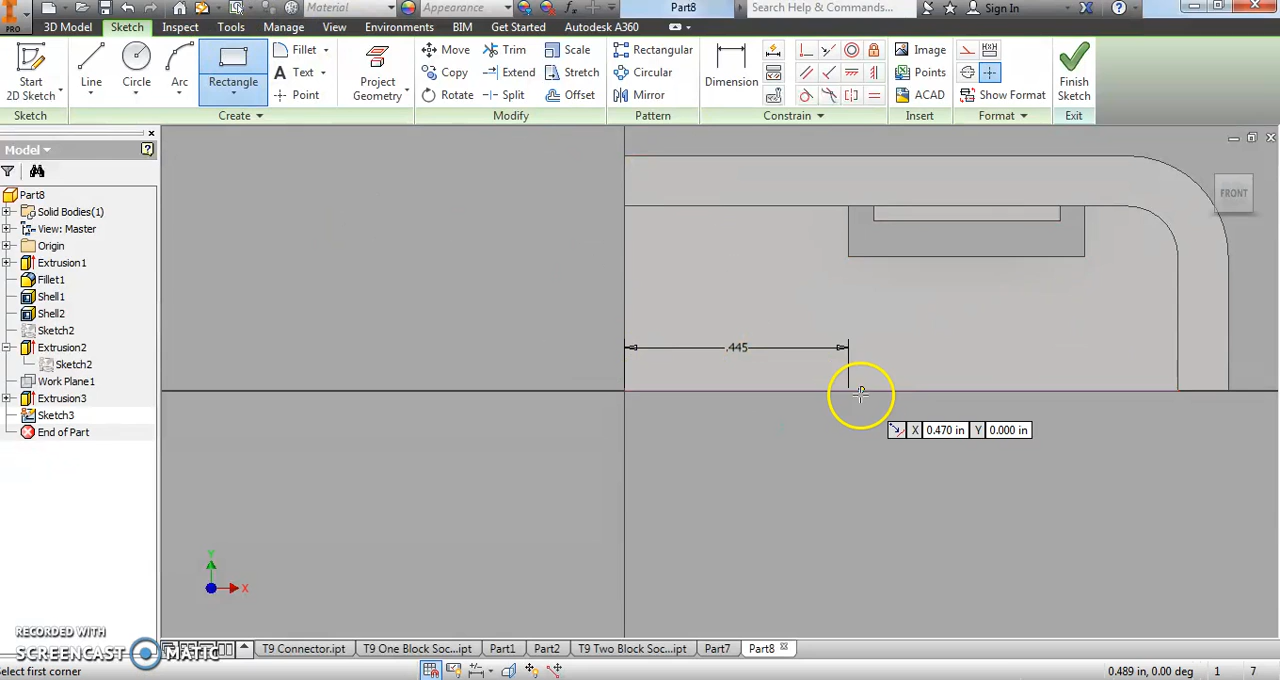 Material
Appearance
Part8
Search Help & Commands...
Sign In
PRO
3D Model
Sketch
Inspect
Tools
Manage
View
Environments
BIM
Get Started
Autodesk A360
Start
2D Sketch
Line
Circle
Arc
Rectangle
Fillet
Text
Point
Project
Geometry
Move
Copy
Rotate
Trim
Extend
Split
Scale
Stretch
Offset
Rectangular
Circular
Mirror
Dimension
Image
Points
ACAD
Show Format
Finish
Sketch
Sketch
Create
Modify
Pattern
Constrain
Insert
Format
Exit
Model
Part8
Solid Bodies(1)
View: Master
Origin
Extrusion1
Fillet1
Shell1
Shell2
Sketch2
Extrusion2
Sketch2
Work Plane1
Extrusion3
Sketch3
End of Part
FRONT
.445
X 0.470 in Y 0.000 in
Y
X
RECORDED WITH
SCREENCAST MATIC
T9 Connector.ipt
T9 One Block Soc...ipt
Part1
Part2
T9 Two Block Soc...ipt
Part7
Part8
Select first corner
0.489 in, 0.00 deg
1
7